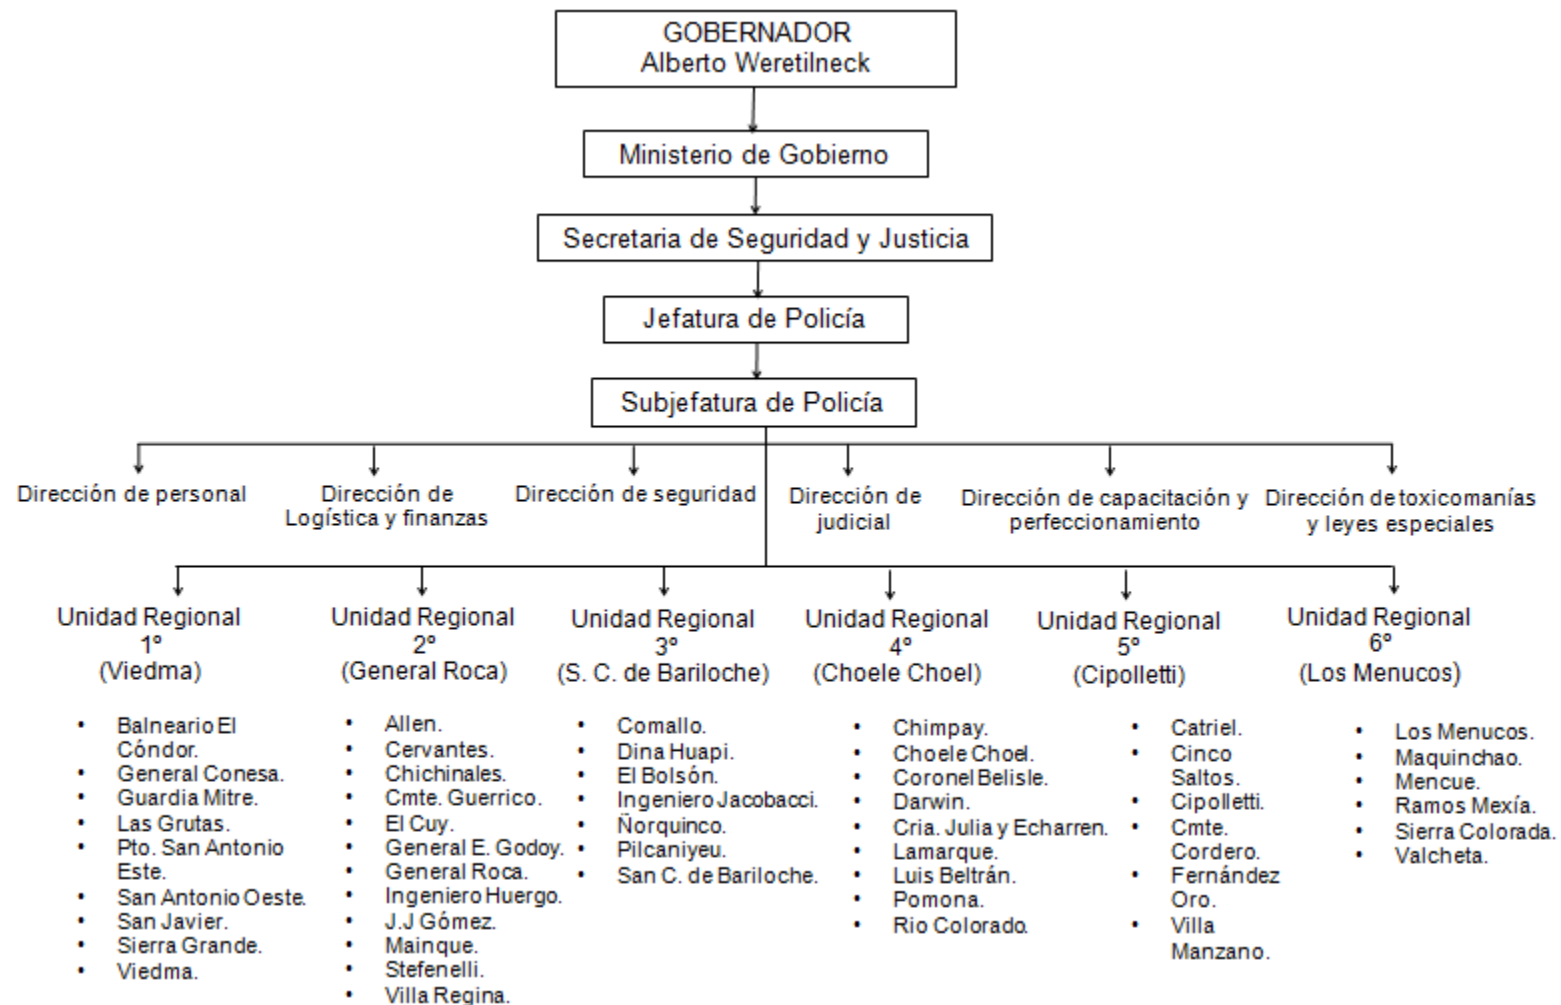 GOBERNADOR
Alberto Weretilneck
Ministerio de Gobierno
Secretaria de Seguridad y Justicia
Jefatura de Policía
Subjefatura de Policía
Dirección de personal
Dirección de
Logística y finanzas
Dirección de seguridad
Dirección de
judicial
Dirección de capacitación y
perfeccionamiento
Dirección de toxicomanías
y leyes especiales
Unidad Regional
1º
(Viedma)
• Balneario El
Cóndor.
• General Conesa.
• Guardia Mitre.
• Las Grutas.
• Pto. San Antonio
Este.
• San Antonio Oeste.
• San Javier.
• Sierra Grande.
• Viedma.
Unidad Regional
2º
(General Roca)
• Allen.
• Cervantes.
• Chichinales.
• Cmte. Guerrico.
• El Cuy.
• General E. Godoy.
• General Roca.
• Ingeniero Huergo.
• J.J Gómez.
• Mainque.
• Stefenelli.
• Villa Regina.
Unidad Regional
3º
(S. C. de Bariloche)
• Comallo.
• Dina Huapi.
• El Bolsón.
• Ingeniero Jacobacci.
• Ñorquinco.
• Pilcaniyeu.
• San C. de Bariloche.
Unidad Regional
4º
(Choele Choel)
• Chimpay.
• Choele Choel.
• Coronel Belisle.
• Darwin.
• Cria. Julia y Echarren.
• Lamarque.
• Luis Beltrán.
• Pomona.
• Rio Colorado.
Unidad Regional
5º
(Cipolletti)
• Catriel.
• Cinco
Saltos.
• Cipolletti.
• Cmte.
Cordero.
• Fernández
Oro.
• Villa
Manzano.
Unidad Regional
6º
(Los Menucos)
• Los Menucos.
• Maquinchao.
• Mencue.
• Ramos Mexía.
• Sierra Colorada.
• Valcheta.